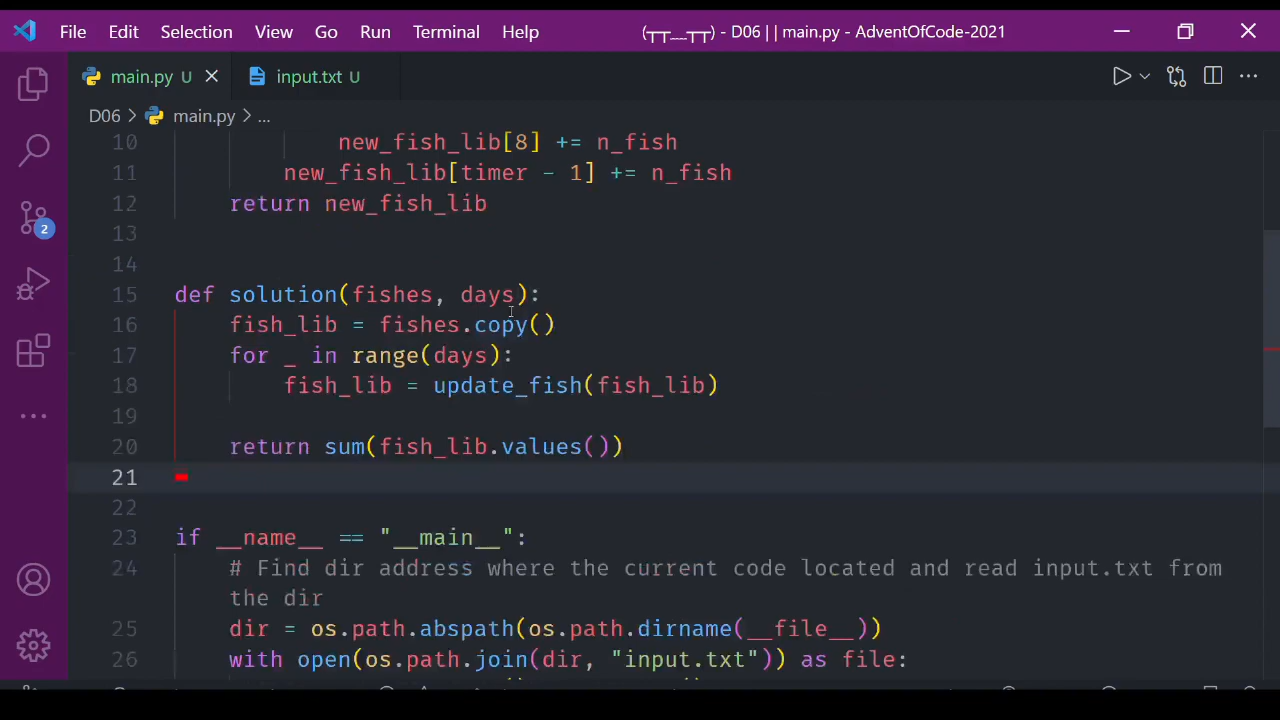 File Edit Selection View Go Run Terminal Help (┬┬﹏┬┬) - D06 | | main.py - AdventOfCode-2021
main.py U input.txt U
D06 > main.py > ...
10 new_fish_lib[8] += n_fish
11 new_fish_lib[timer - 1] += n_fish
12 return new_fish_lib
13
14
15 def solution(fishes, days):
16 fish_lib = fishes.copy()
17 for _ in range(days):
18 fish_lib = update_fish(fish_lib)
19
20 return sum(fish_lib.values())
21
22
23 if __name__ == "__main__":
24 # Find dir address where the current code located and read input.txt from
the dir
25 dir = os.path.abspath(os.path.dirname(__file__))
26 with open(os.path.join(dir, "input.txt")) as file:
2